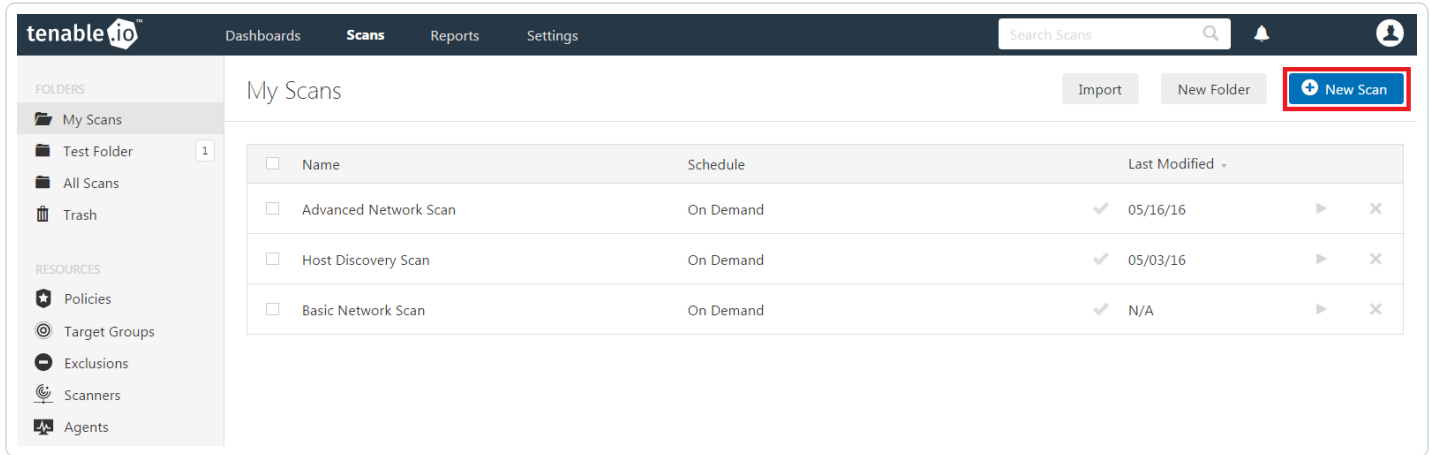 tenable.io™
Dashboards Scans Reports Settings Search Scans
FOLDERS
My Scans
Test Folder 1
All Scans
Trash
RESOURCES
Policies
Target Groups
Exclusions
Scanners
Agents
My Scans Import New Folder New Scan
Name Schedule Last Modified
Advanced Network Scan On Demand 05/16/16
Host Discovery Scan On Demand 05/03/16
Basic Network Scan On Demand N/A